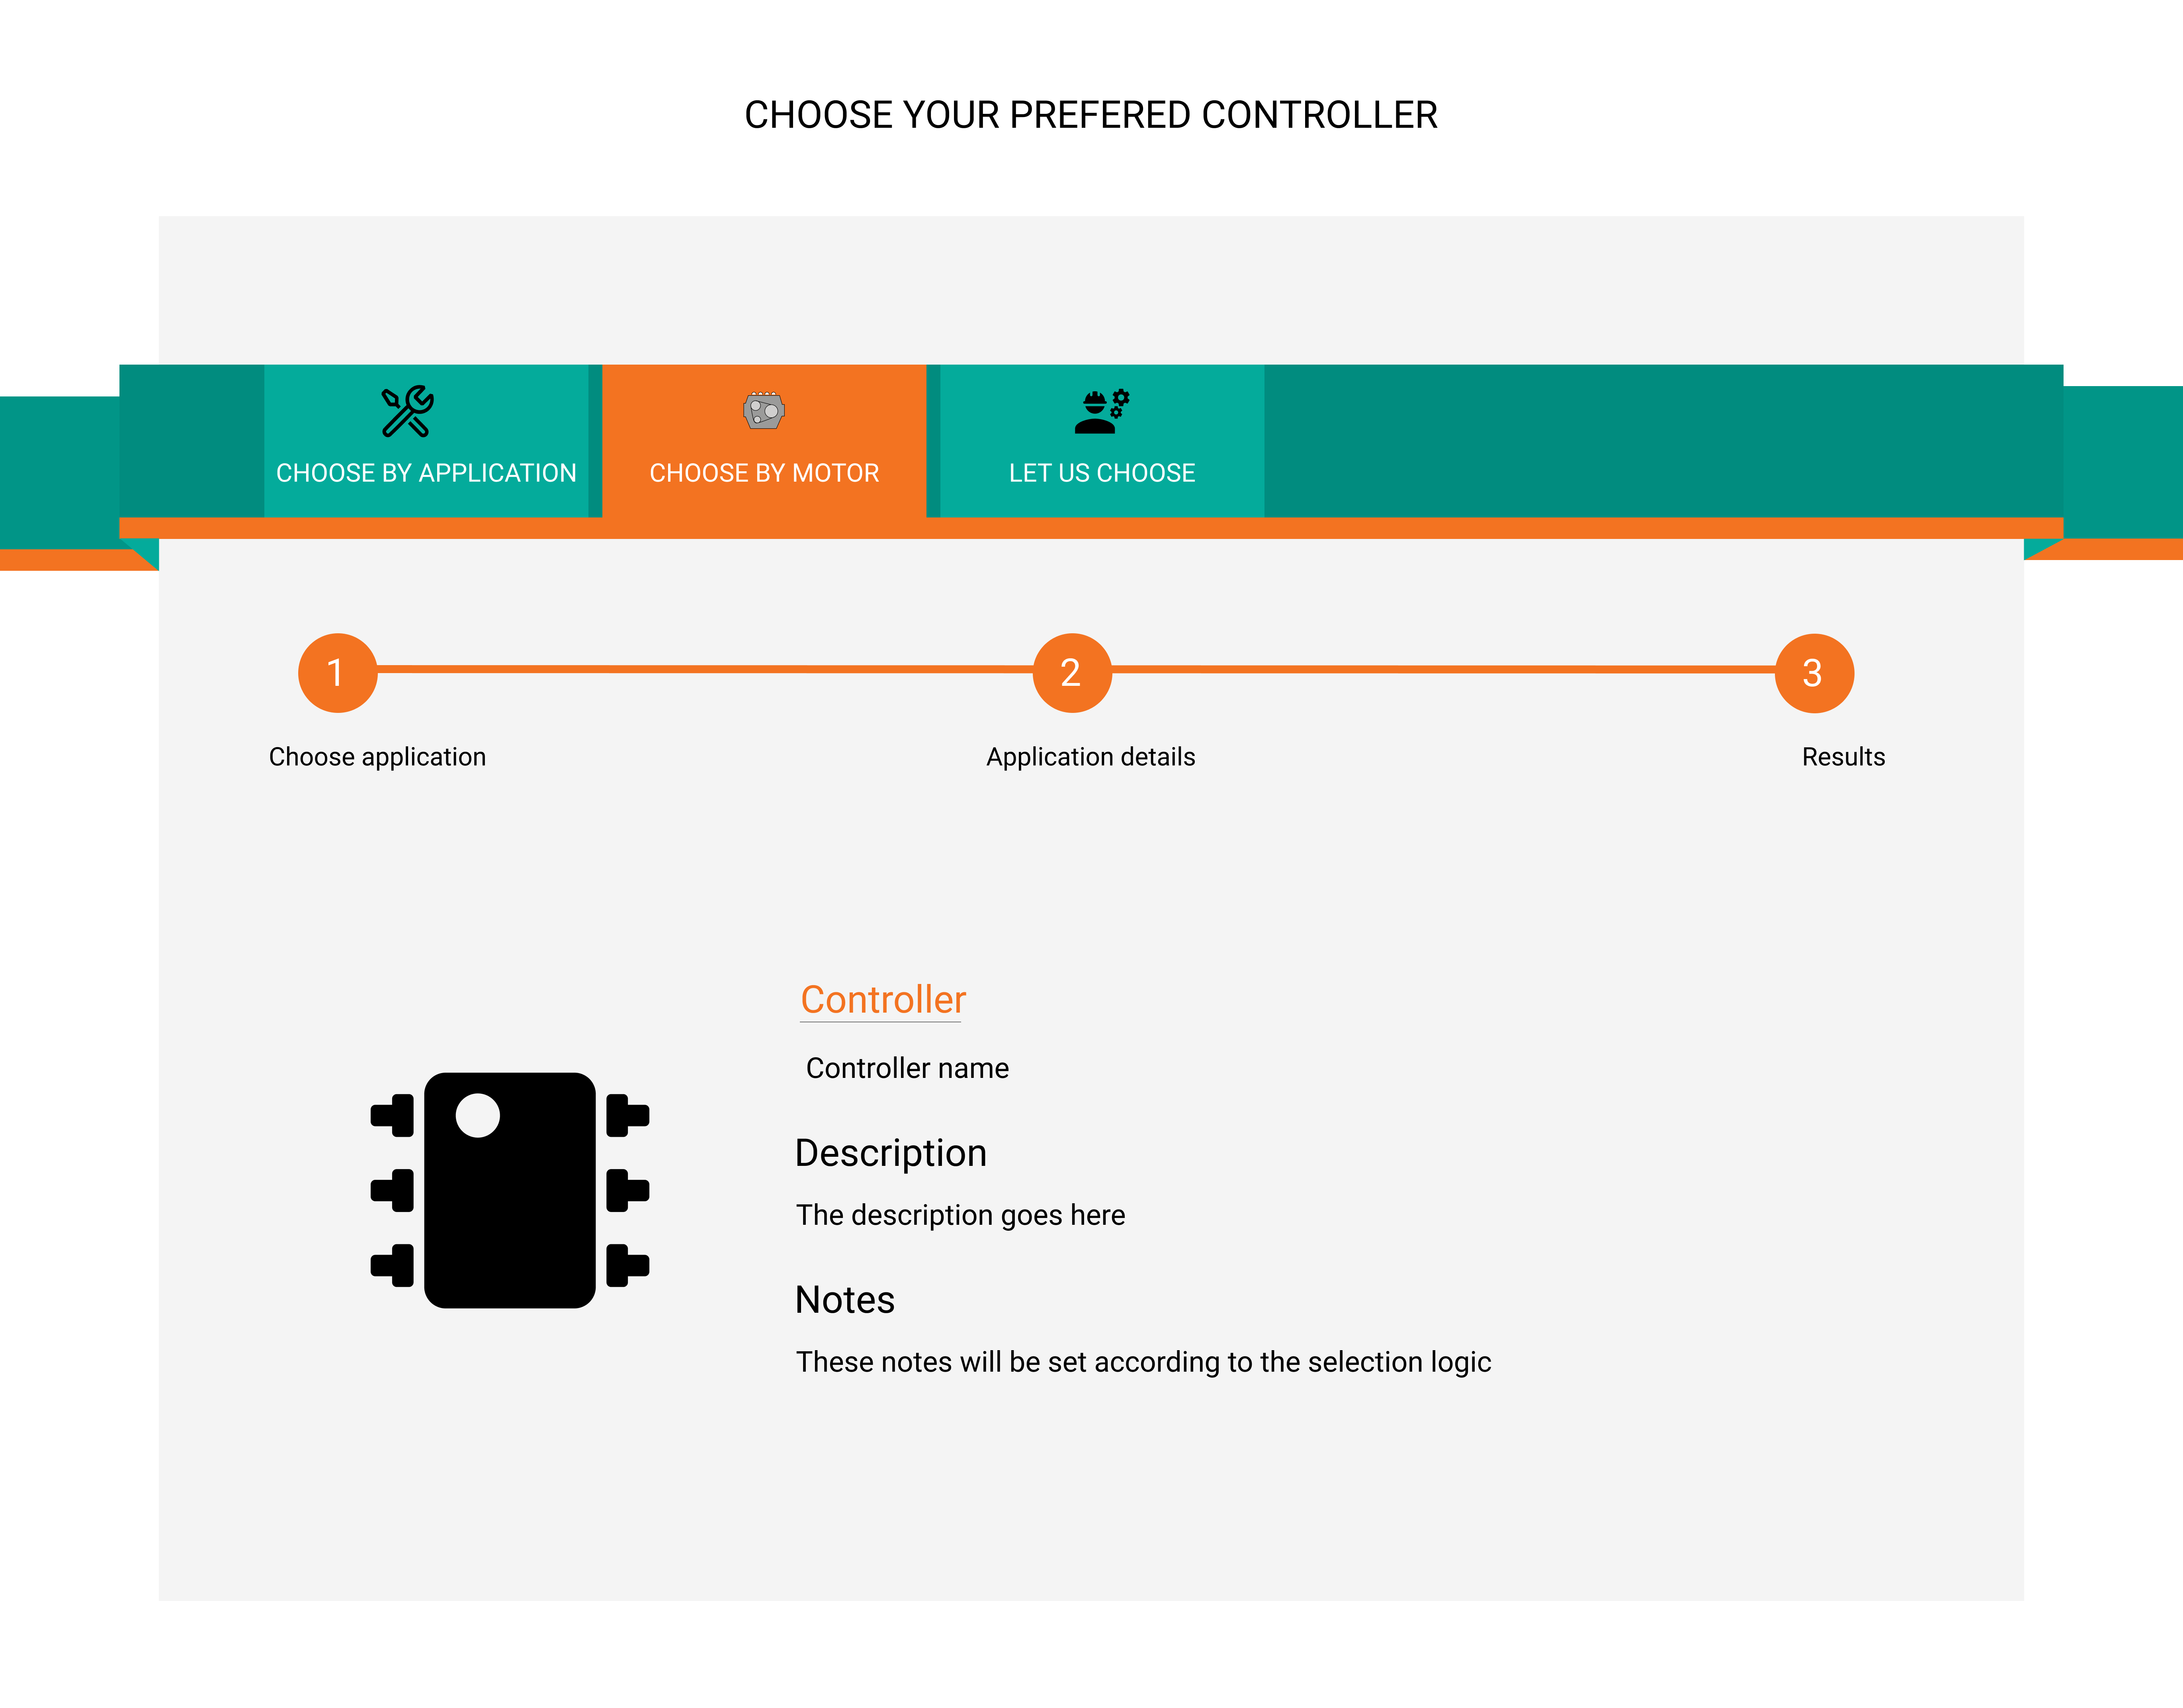 CHOOSE YOUR PREFERED CONTROLLER
CHOOSE BY APPLICATION
CHOOSE BY MOTOR
LET US CHOOSE
1
2
3
Choose application
Application details
Results
Controller
Controller name
Description
The description goes here
Notes
These notes will be set according to the selection logic